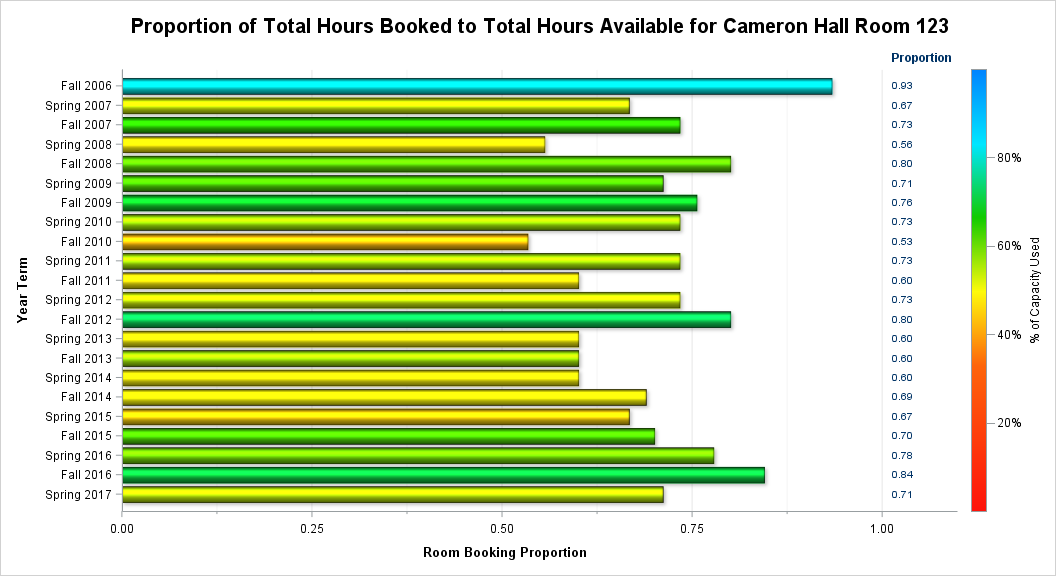 Proportion of Total Hours Booked to Total Hours Available for Cameron Hall Room 123
Proportion
Fall 2006 0.93
Spring 2007 0.67
Fall 2007 0.73
Spring 2008 0.56
Fall 2008 0.80
Spring 2009 0.71
Fall 2009 0.76
Spring 2010 0.73
Fall 2010 0.53
Spring 2011 0.73
Fall 2011 0.60
Spring 2012 0.73
Fall 2012 0.80
Spring 2013 0.60
Fall 2013 0.60
Spring 2014 0.60
Fall 2014 0.69
Spring 2015 0.67
Fall 2015 0.70
Spring 2016 0.78
Fall 2016 0.84
Spring 2017 0.71
Year Term
0.00 0.25 0.50 0.75 1.00
Room Booking Proportion
80%
60%
40%
20%
% of Capacity Used